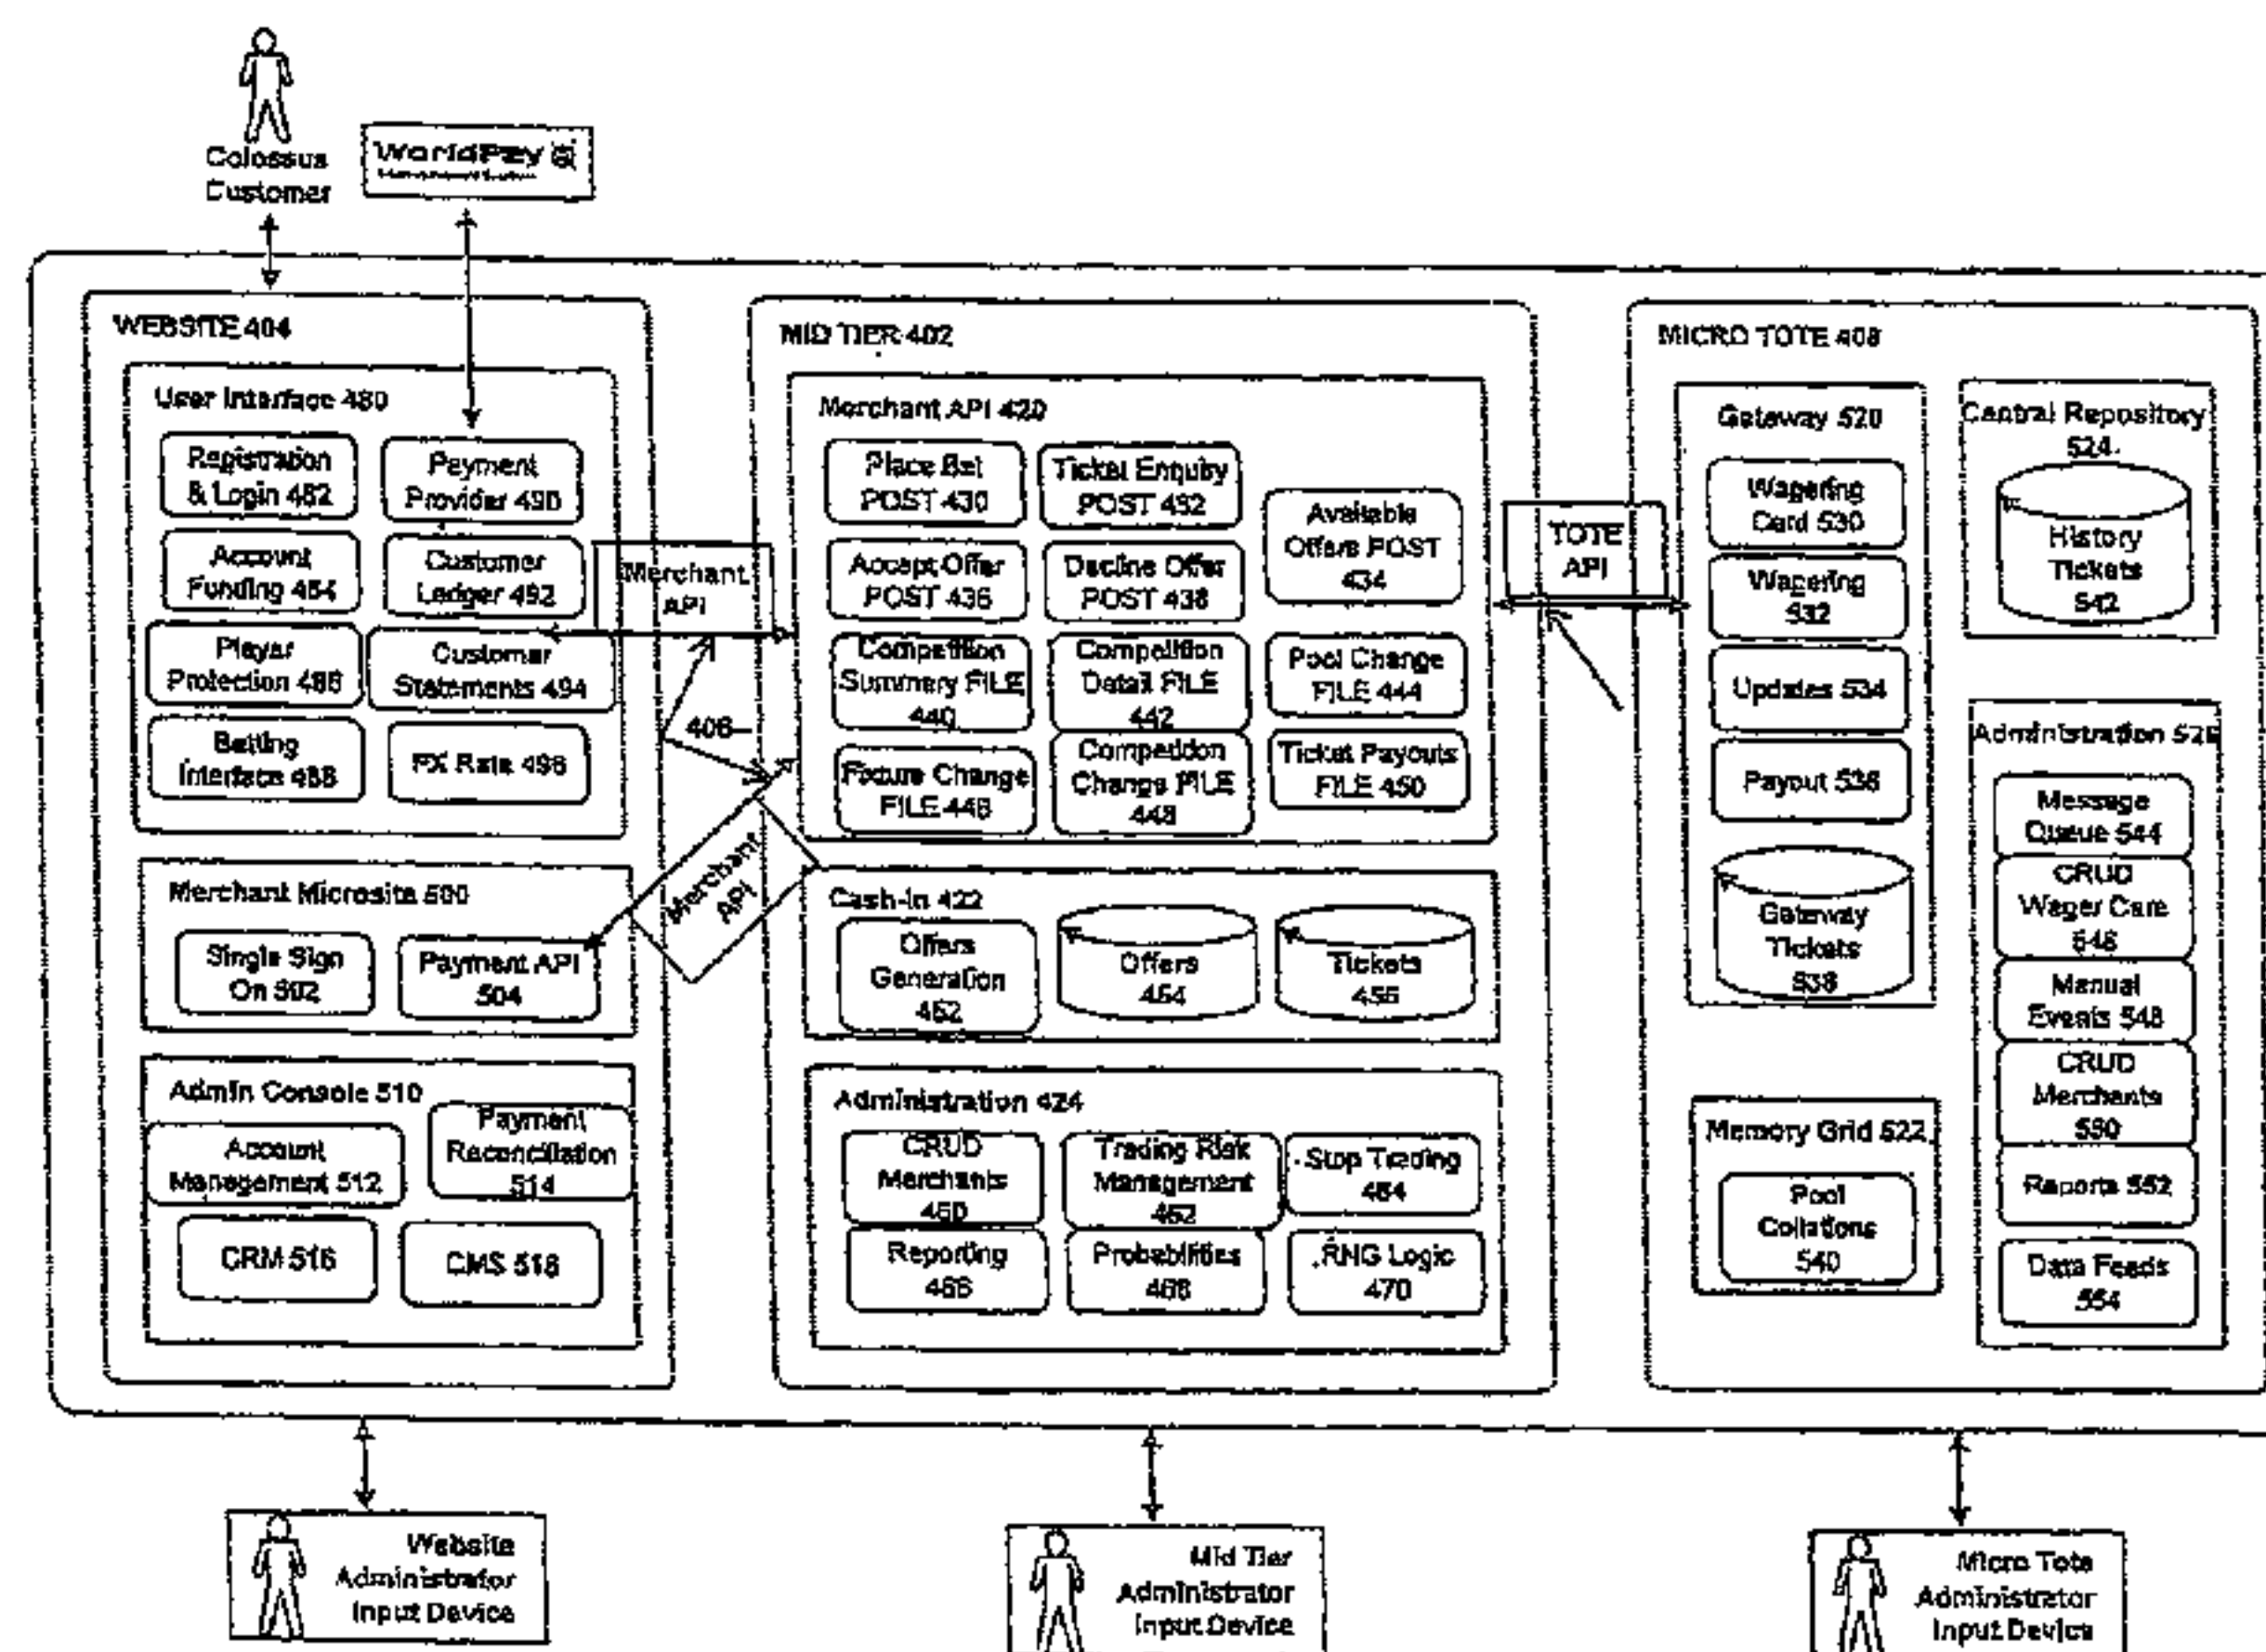 Colossus
Customer
WorldPay
WEBSITE 404
User Interface 480
Registration
& Login 482
Payment
Provider 490
Account
Funding 484
Customer
Ledger 492
Player
Protection 486
Customer
Statements 494
Betting
Interface 488
FX Rate 496
Merchant
API
406
Merchant Microsite 500
Single Sign
On 502
Payment API
504
Merchant
API
Admin Console 510
Account
Management 512
Payment
Reconciliation
514
CRM 516
CMS 518
MID TIER 402
Merchant API 420
Place Bet
POST 430
Ticket Enquiry
POST 432
Available
Offers POST
434
Accept Offer
POST 436
Decline Offer
POST 438
Competition
Summary FILE
440
Competition
Detail FILE
442
Pool Change
FILE 444
Fixture Change
FILE 446
Competition
Change FILE
448
Ticket Payouts
FILE 450
Cash-in 422
Offers
Generation
452
Offers
454
Tickets
456
Administration 424
CRUD
Merchants
460
Trading Risk
Management
462
Stop Trading
464
Reporting
466
Probabilities
468
RNG Logic
470
TOTE
API
MICRO TOTE 408
Gateway 520
Wagering
Card 530
Wagering
532
Updates 534
Payout 536
Gateway
Tickets
538
Memory Grid 522
Pool
Collations
540
Central Repository
524
History
Tickets
542
Administration 526
Message
Queue 544
CRUD
Wager Care
546
Manual
Events 548
CRUD
Merchants
550
Reports 552
Data Feeds
554
Website
Administrator
Input Device
Mid Tier
Administrator
Input Device
Micro Tote
Administrator
Input Device